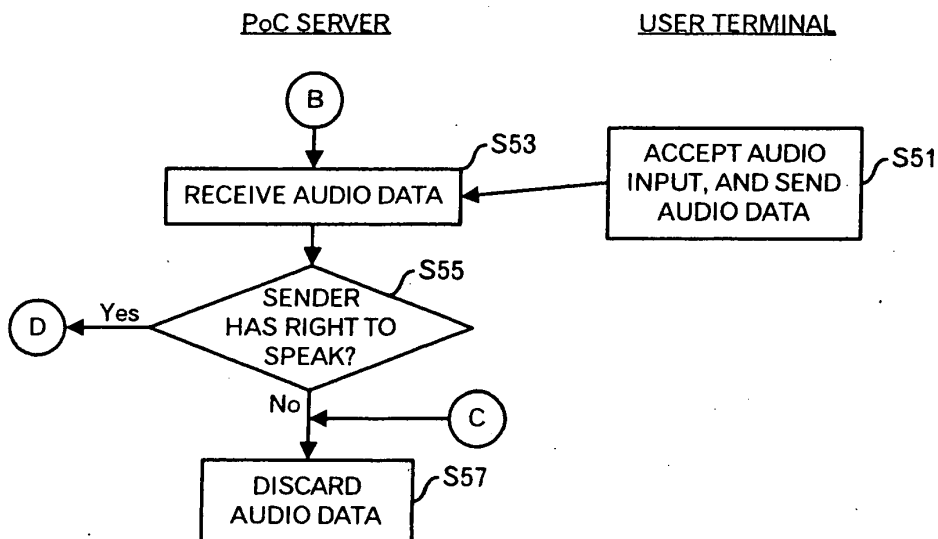 PoC SERVER
USER TERMINAL
B
S53
RECEIVE AUDIO DATA
ACCEPT AUDIO
INPUT, AND SEND
AUDIO DATA
S51
S55
SENDER
HAS RIGHT TO
SPEAK?
Yes
D
No
C
S57
DISCARD
AUDIO DATA